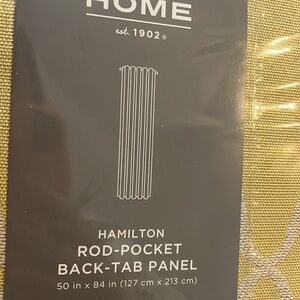 HOME
est. 1902®
HAMILTON
ROD-POCKET
BACK-TAB PANEL
50 in x 84 in (127 cm x 213 cm)